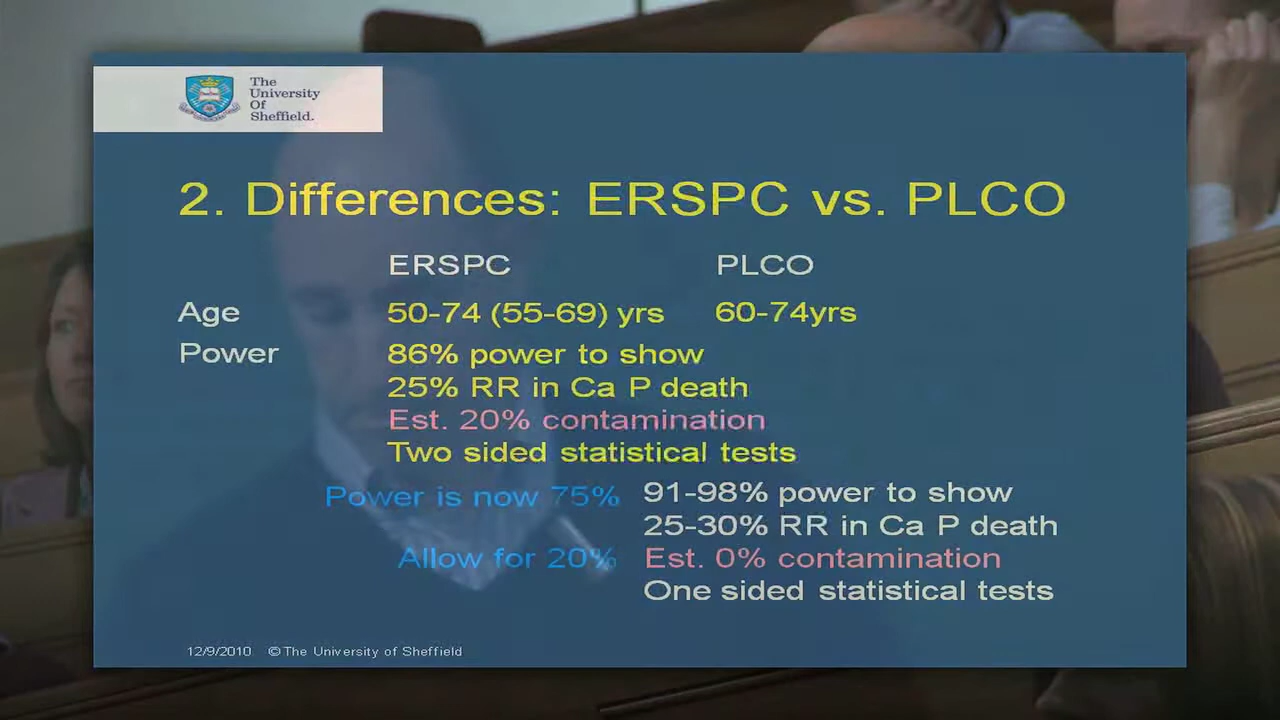 The
University
Of
Sheffield.
2. Differences: ERSPC vs. PLCO
ERSPC PLCO
Age 50-74 (55-69) yrs 60-74yrs
Power 86% power to show
25% RR in Ca P death
Est. 20% contamination
Two sided statistical tests
Power is now 75% 91-98% power to show
25-30% RR in Ca P death
Allow for 20% Est. 0% contamination
One sided statistical tests
12/9/2010 ©The University of Sheffield